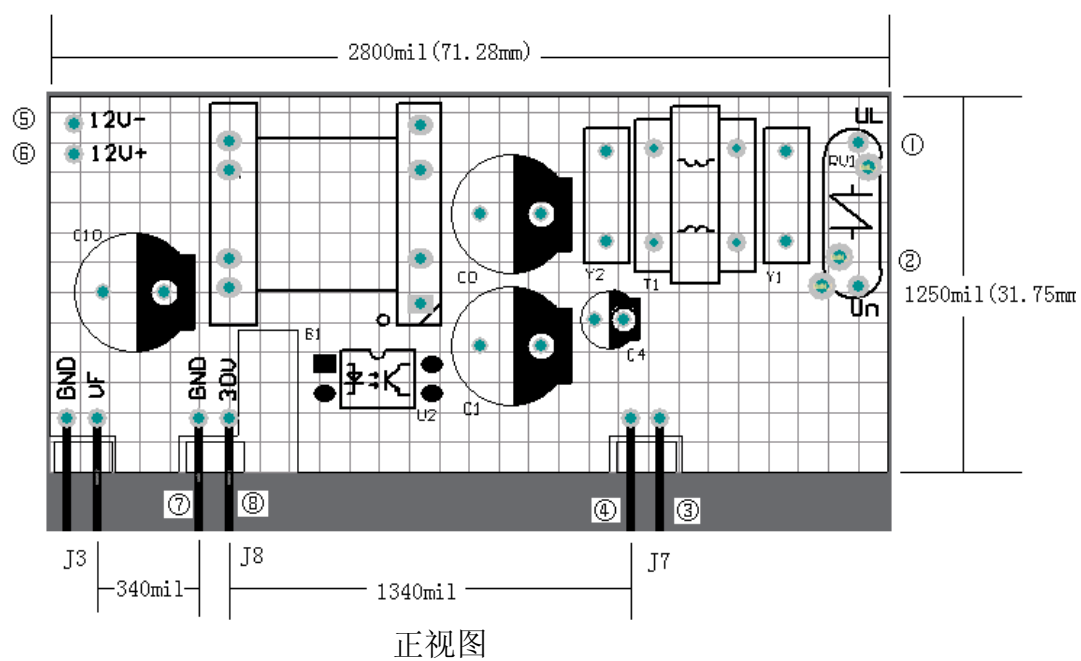 2800mil(71.28mm)
⑤ 12V-
⑥ 12V+
UL
①
RV1
②
1250mil(31.75mm
Un
C10
C0
Y2
T1
Y1
B1
C4
C1
U2
GND
VF
GND
30V
⑦
⑧
④
③
J3
J8
J7
340mil
1340mil
正视图